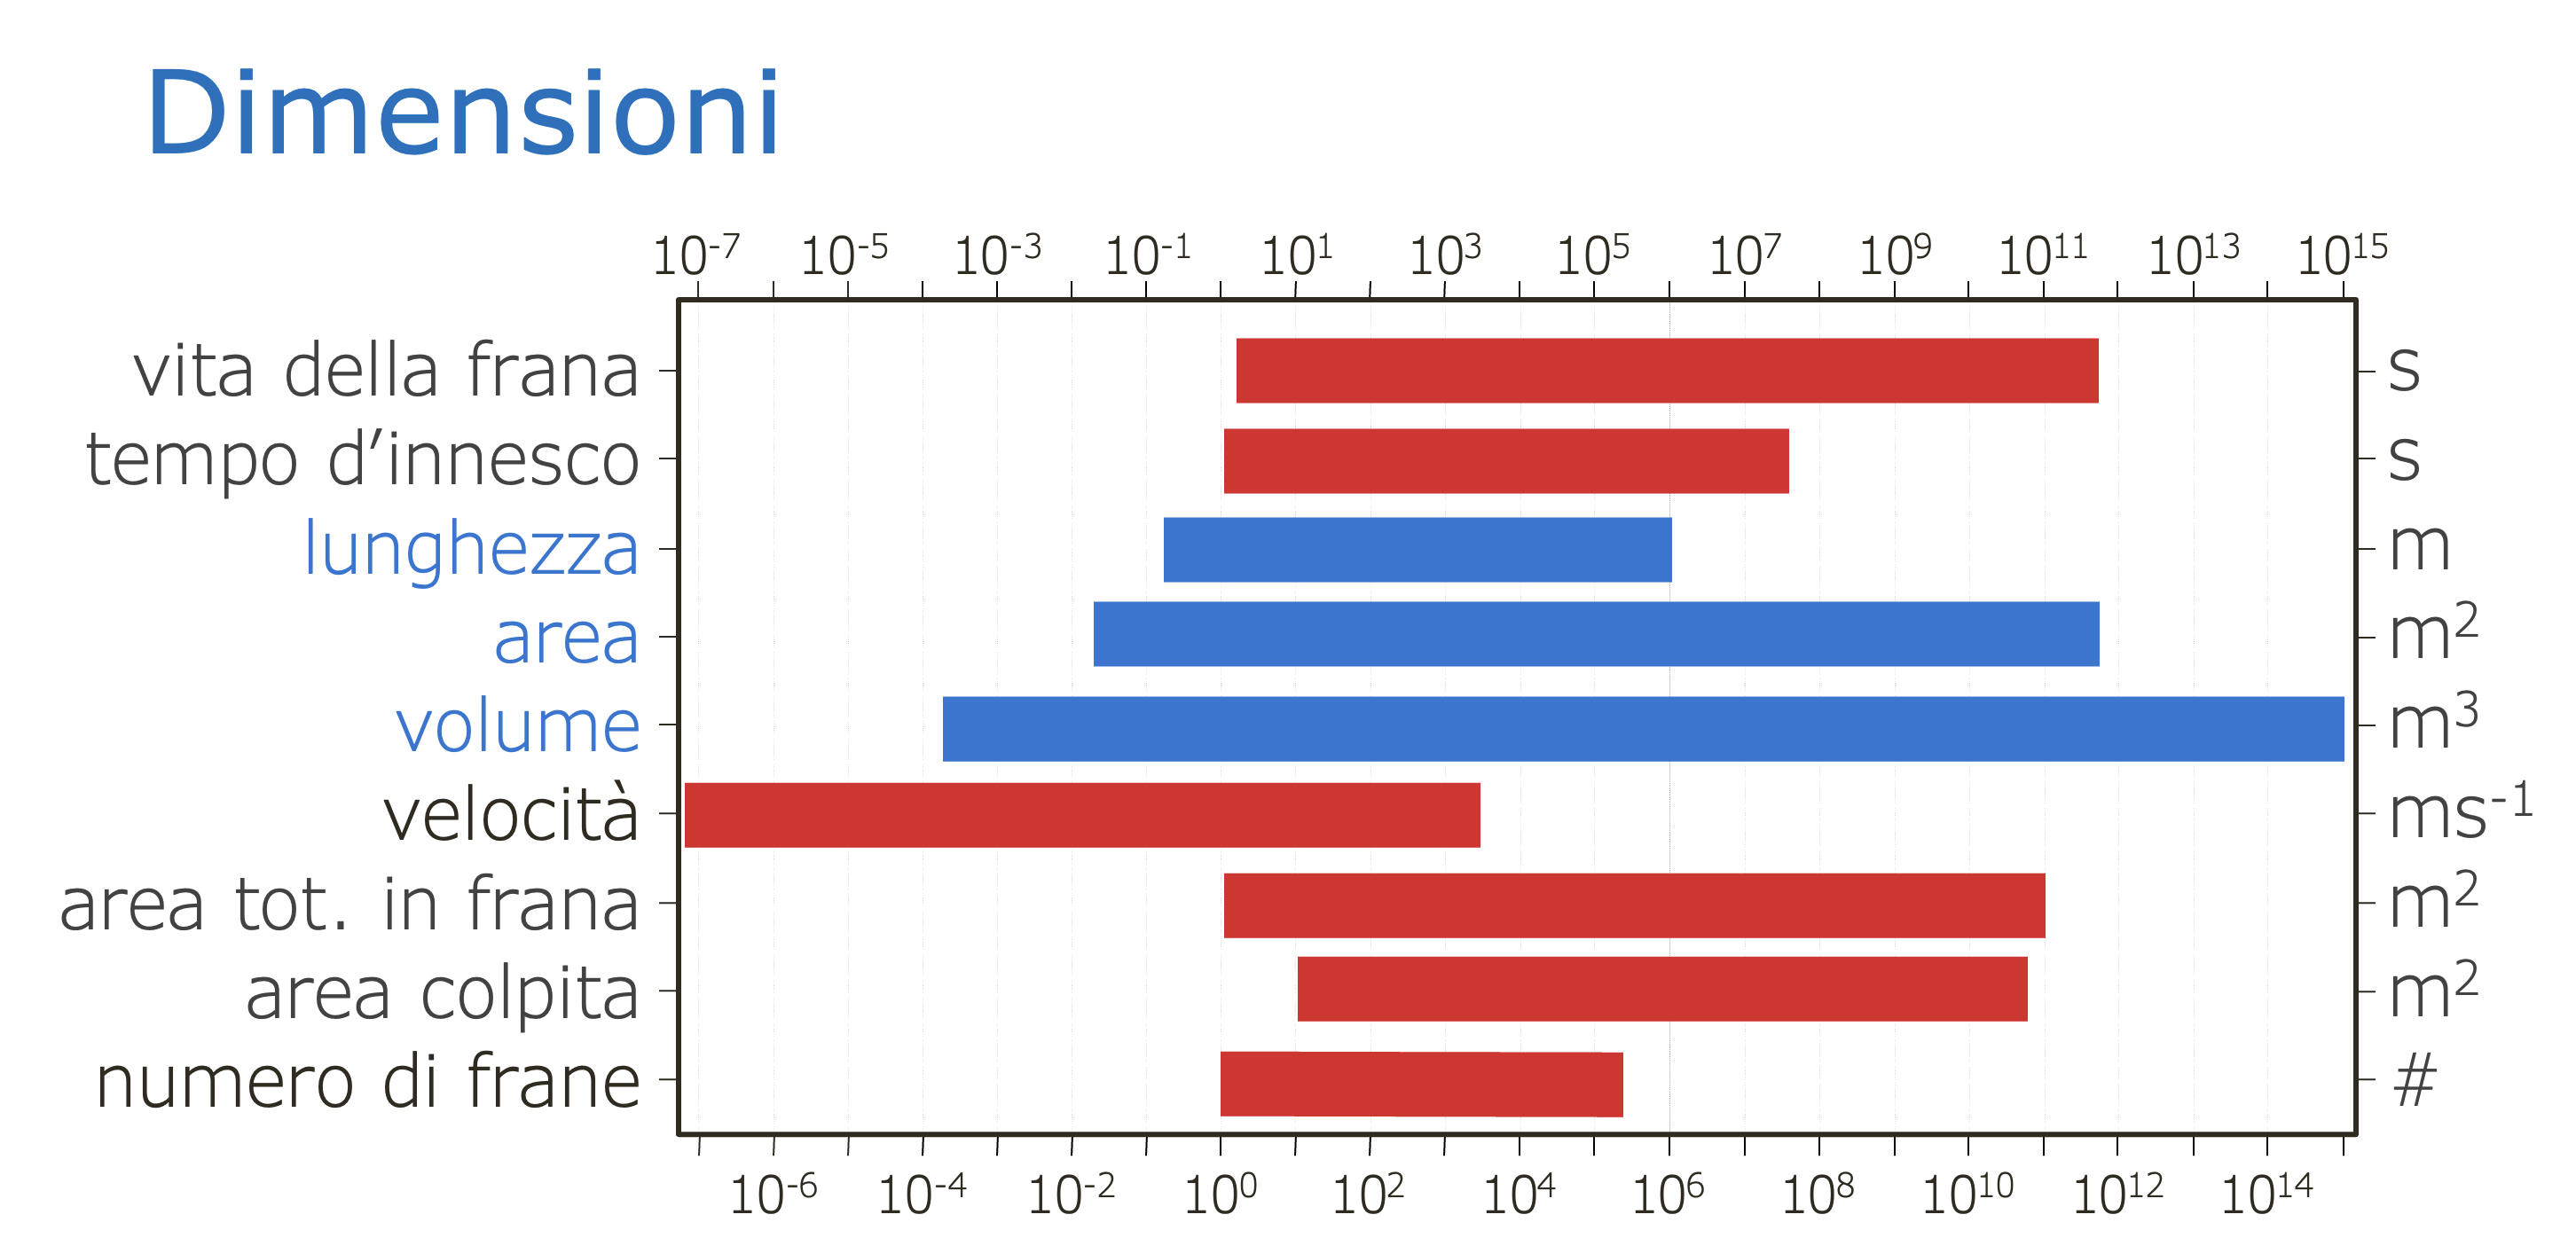 Dimensioni
10⁻⁷ 10⁻⁵ 10⁻³ 10⁻¹ 10¹ 10³ 10⁵ 10⁷ 10⁹ 10¹¹ 10¹³ 10¹⁵
vita della frana s
tempo d’innesco s
lunghezza m
area m²
volume m³
velocità ms⁻¹
area tot. in frana m²
area colpita m²
numero di frane #
10⁻⁶ 10⁻⁴ 10⁻² 10⁰ 10² 10⁴ 10⁶ 10⁸ 10¹⁰ 10¹² 10¹⁴